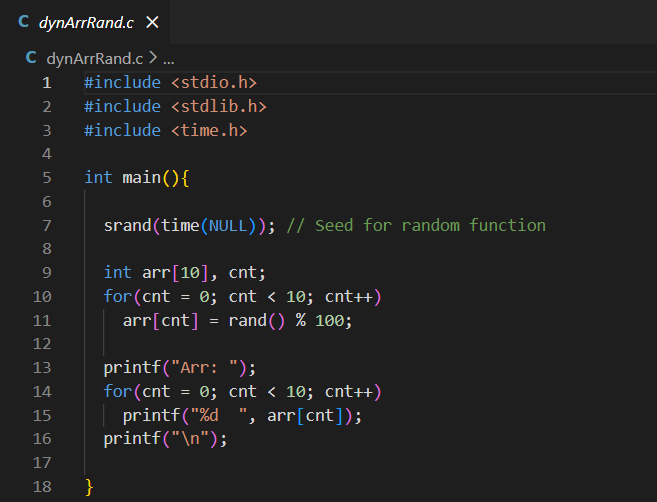 C dynArrRand.c ×
C dynArrRand.c > ...
1 #include <stdio.h>
2 #include <stdlib.h>
3 #include <time.h>
4
5 int main(){
6
7 srand(time(NULL)); // Seed for random function
8
9 int arr[10], cnt;
10 for(cnt = 0; cnt < 10; cnt++)
11 arr[cnt] = rand() % 100;
12
13 printf("Arr: ");
14 for(cnt = 0; cnt < 10; cnt++)
15 printf("%d  ", arr[cnt]);
16 printf("\n");
17
18 }